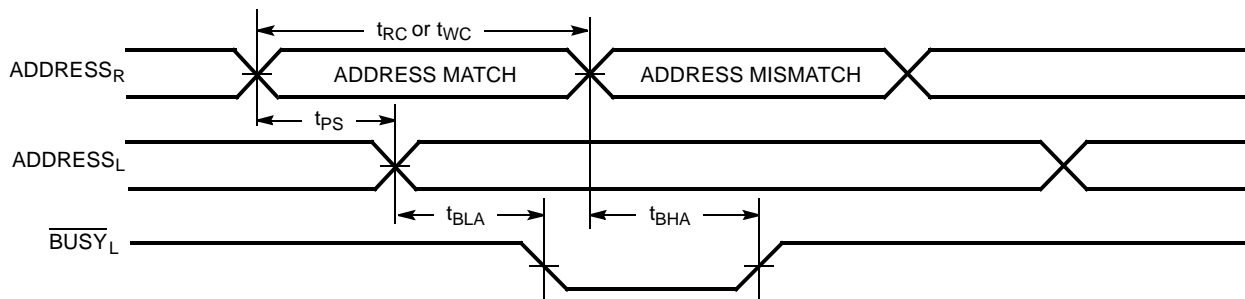 tRC or tWC
ADDRESSR ADDRESS MATCH ADDRESS MISMATCH
tPS
ADDRESSL
tBLA tBHA
BUSYL